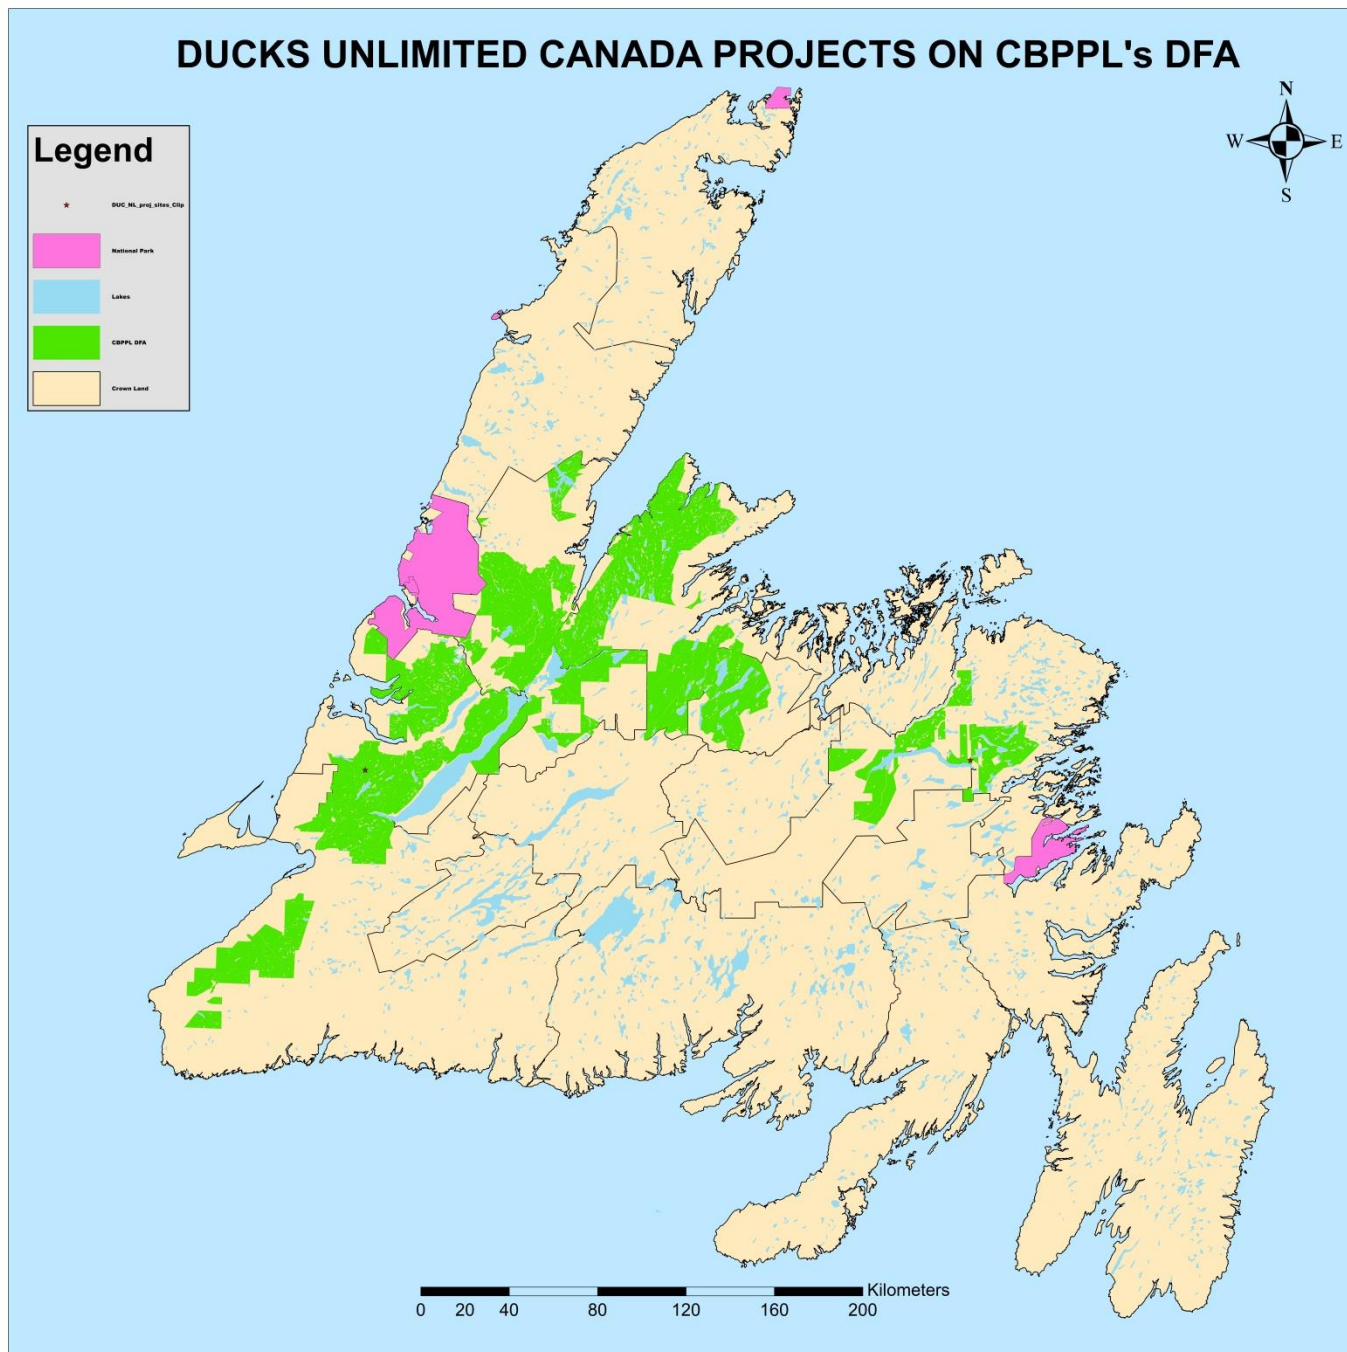 DUCKS UNLIMITED CANADA PROJECTS ON CBPPL's DFA
N
W E
S
Legend
DUC_NL_proj_sites_Clip
National Park
Lakes
CBPPL DFA
Crown Land
Kilometers
0 20 40 80 120 160 200